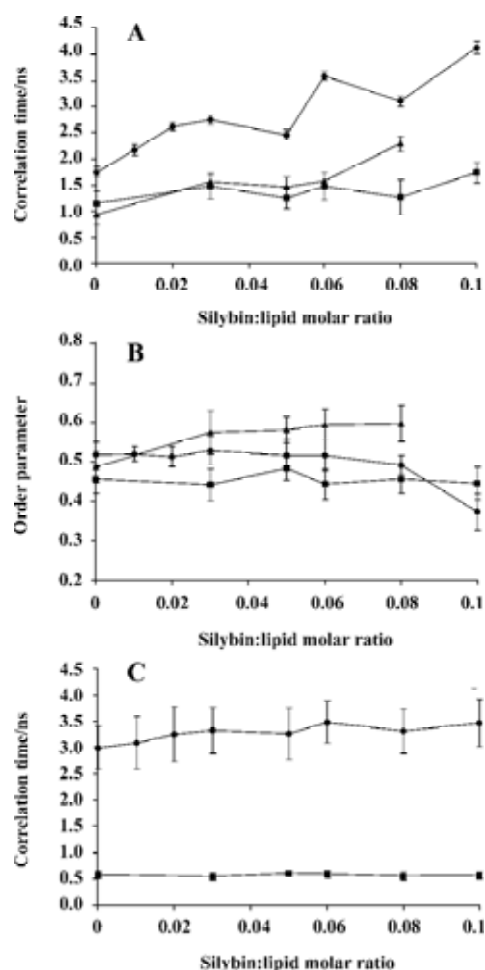 A
Correlation time/ns
4.5
4.0
3.5
3.0
2.5
2.0
1.5
1.0
0.5
0.0
0 0.02 0.04 0.06 0.08 0.1
Silybin:lipid molar ratio
B
Order parameter
0.8
0.7
0.6
0.5
0.4
0.3
0.2
0 0.02 0.04 0.06 0.08 0.1
Silybin:lipid molar ratio
C
Correlation time/ns
4.5
4.0
3.5
3.0
2.5
2.0
1.5
1.0
0.5
0.0
0 0.02 0.04 0.06 0.08 0.1
Silybin:lipid molar ratio